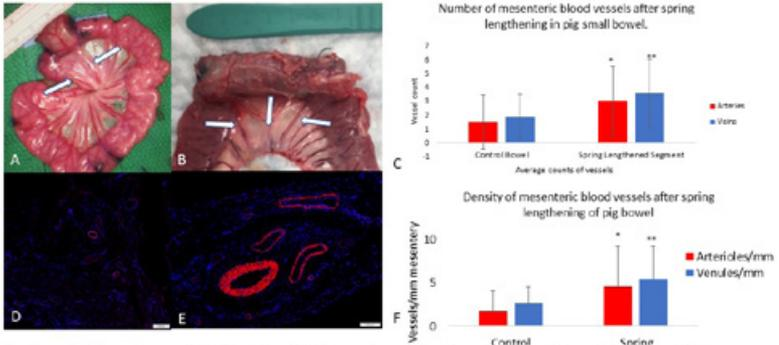 A
B
D
E
Number of mesenteric blood vessels after spring
lengthening in pig small bowel.
Vessel count
7
6
5
4
3
2
1
0
-1
*
**
Control Bowel
Spring Lengthened Segment
Average counts of vessels
Arteries
Veins
C
Density of mesenteric blood vessels after spring
lengthening of pig bowel
Vessels/mm mesentery
10
5
0
*
**
Control
Spring
Arterioles/mm
Venules/mm
F